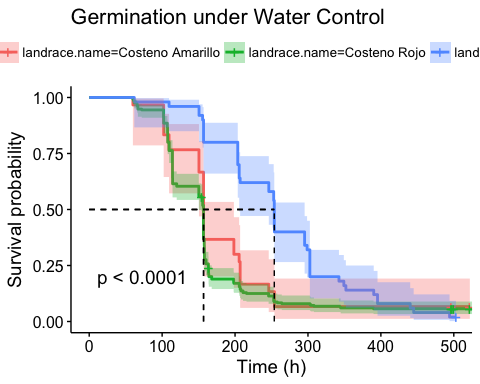 Germination under Water Control
landrace.name=Costeno Amarillo landrace.name=Costeno Rojo land
1.00
0.75
0.50
0.25
0.00
Survival probability
p < 0.0001
0 100 200 300 400 500
Time (h)